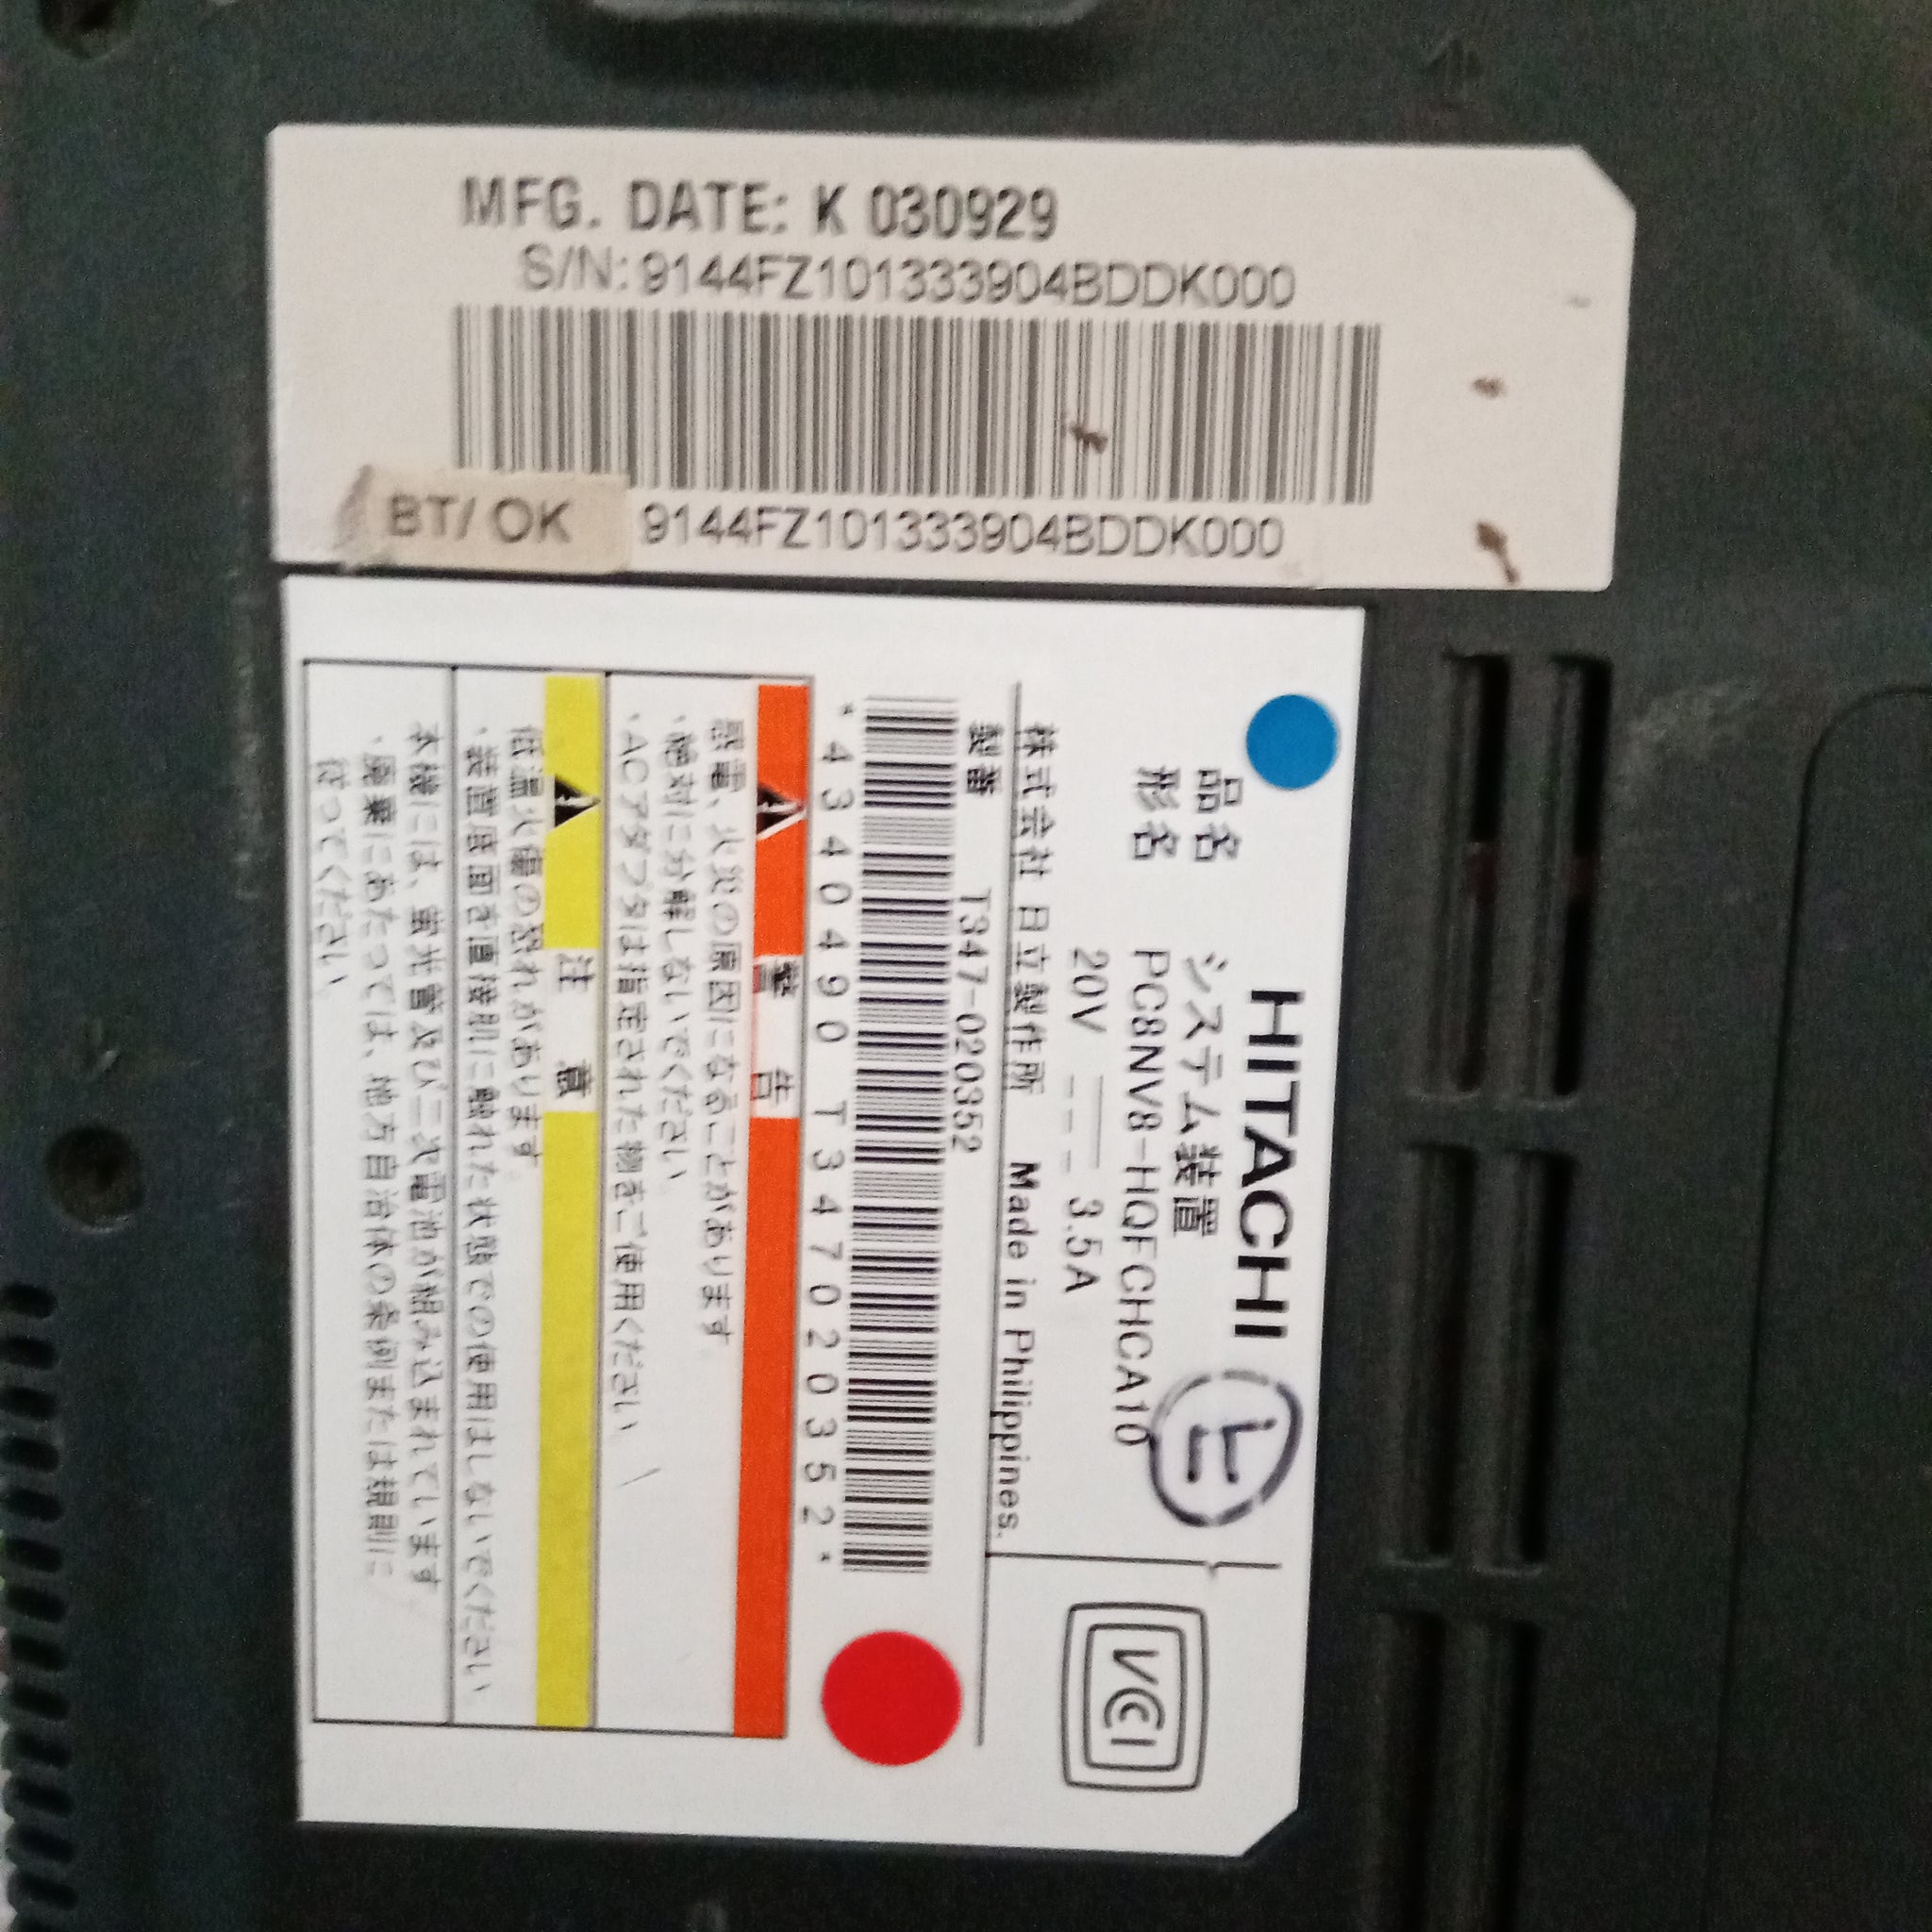 MFG. DATE: K 030929
S/N: 9144FZ101333904BDDK000
BT/ OK
9144FZ101333904BDDK000
HITACHI
ヒ
品名 システム装置
形名 PC8NV8-HQFCHCA10
20V 3.5A
株式会社 日立製作所 Made in Philippines.
VCCI
製番 T347-020352
*43404490T347020352*
警告
感電、火災の原因になることがあります
・絶対に分解しないでください
・ACアダプタは指定された物をご使用ください
注意
低温火傷の恐れがあります
・装置底面を直接肌に触れた状態での使用はしないでください
本機には、蛍光管及び二次電池が組み込まれています
・廃棄にあたっては、地方自治体の条例または規則に
従ってください